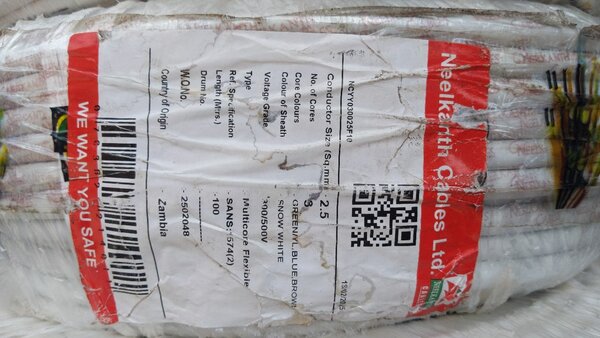 Neelkanth Cables Ltd.
NCYY030025F10
Conductor Size (Sq.mm) : 2.5
No. of Cores : 3
Core Colours : GREEN/YL,BLUE,BROWN
Colour of Sheath : SNOW WHITE
Voltage Grade : 300/500V
Type : Multicore Flexible
Ref. Specification : SANS:1574(2)
Length (Mtrs.) : 100
Drum No. :
W.O.No. : 2502048
Country of Origin : Zambia
WE WANT YOU SAFE